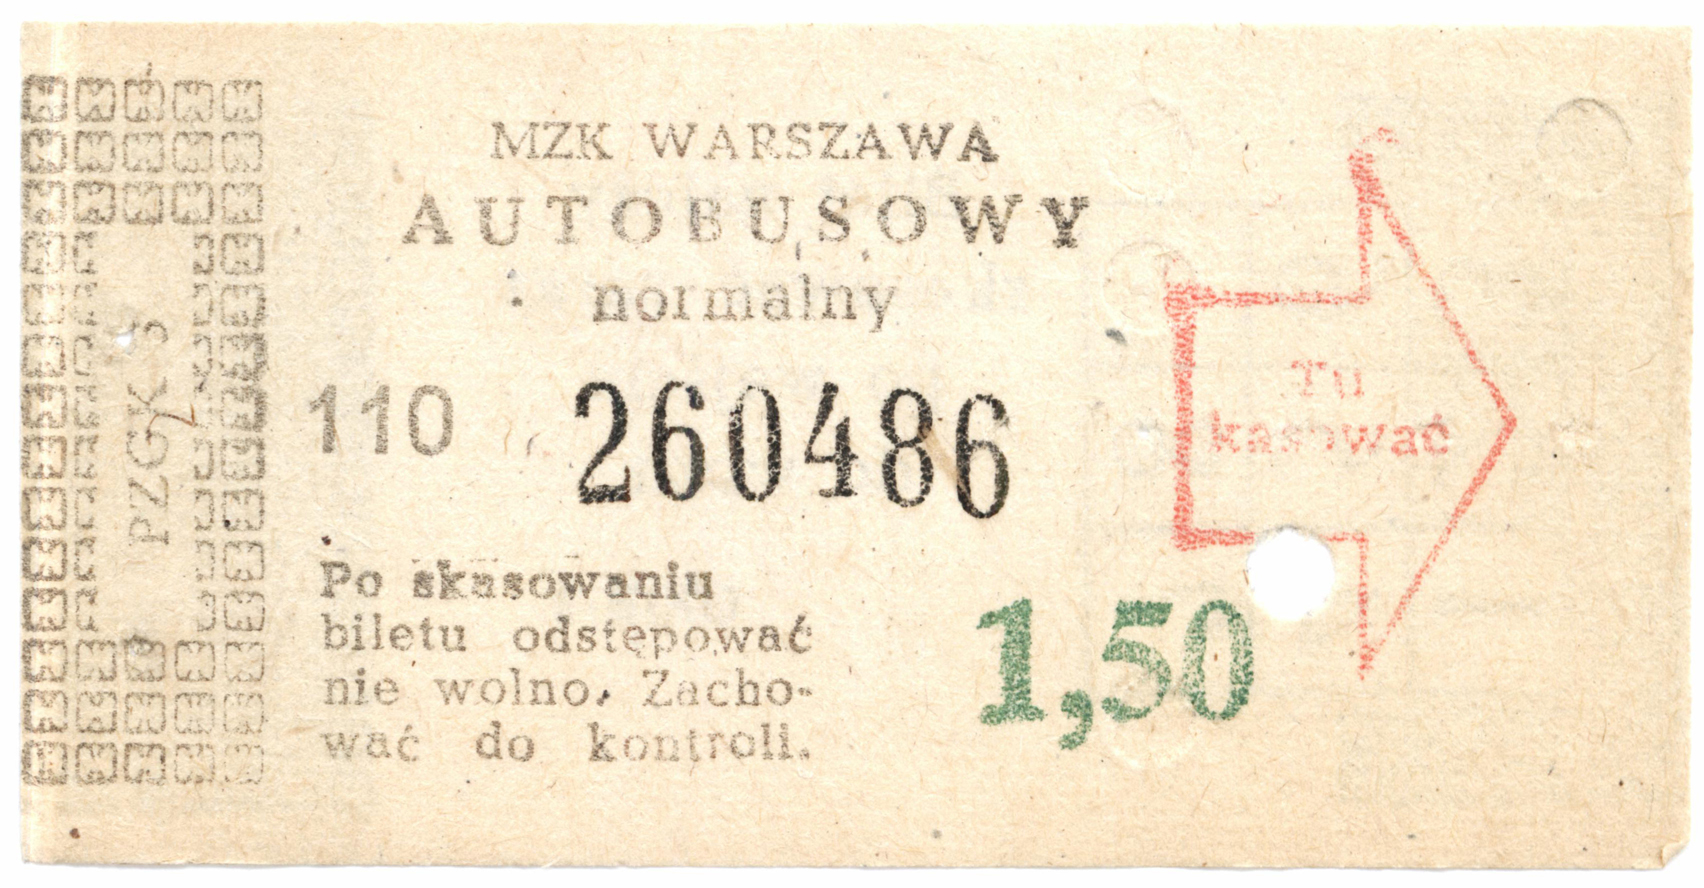 MZK WARSZAWA
AUTOBUSOWY
normalny
110 260486
Po skasowaniu
biletu odstępować
nie wolno. Zacho-
wać do kontroli.
1,50
Tu
kasować
PZGK 3